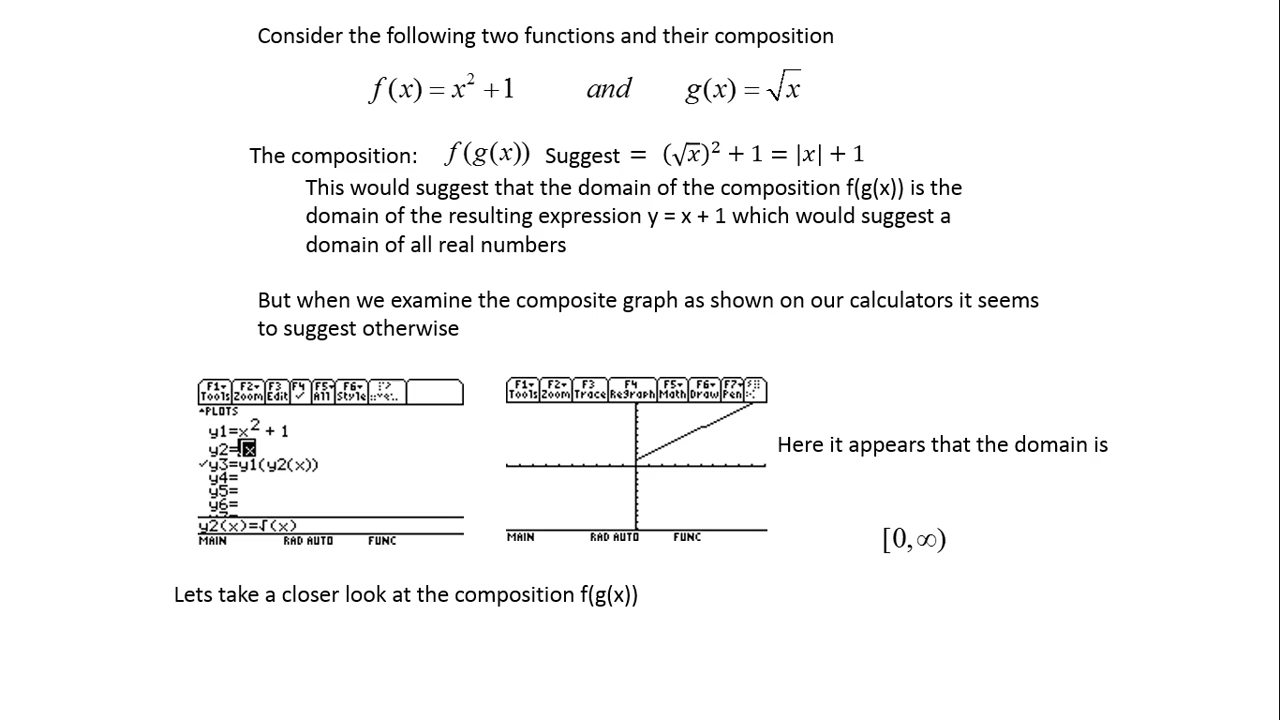 Consider the following two functions and their composition
f(x) = x² + 1 and g(x) = √x
The composition: f(g(x)) Suggest = (√x)² + 1 = |x| + 1
This would suggest that the domain of the composition f(g(x)) is the
domain of the resulting expression y = x + 1 which would suggest a
domain of all real numbers
But when we examine the composite graph as shown on our calculators it seems
to suggest otherwise
F1 F2 F3 F4 F5 F6
Tools Zoom Edit ✓ All Style
PLOTS
y1=x² + 1
y2=√x
✓y3=y1(y2(x))
y4=
y5=
y6=
y2(x)=√(x)
MAIN RAD AUTO FUNC
F1 F2 F3 F4 F5 F6 F7
Tools Zoom Trace ReGraph Math Draw Pen
MAIN RAD AUTO FUNC
Here it appears that the domain is
[0,∞)
Lets take a closer look at the composition f(g(x))